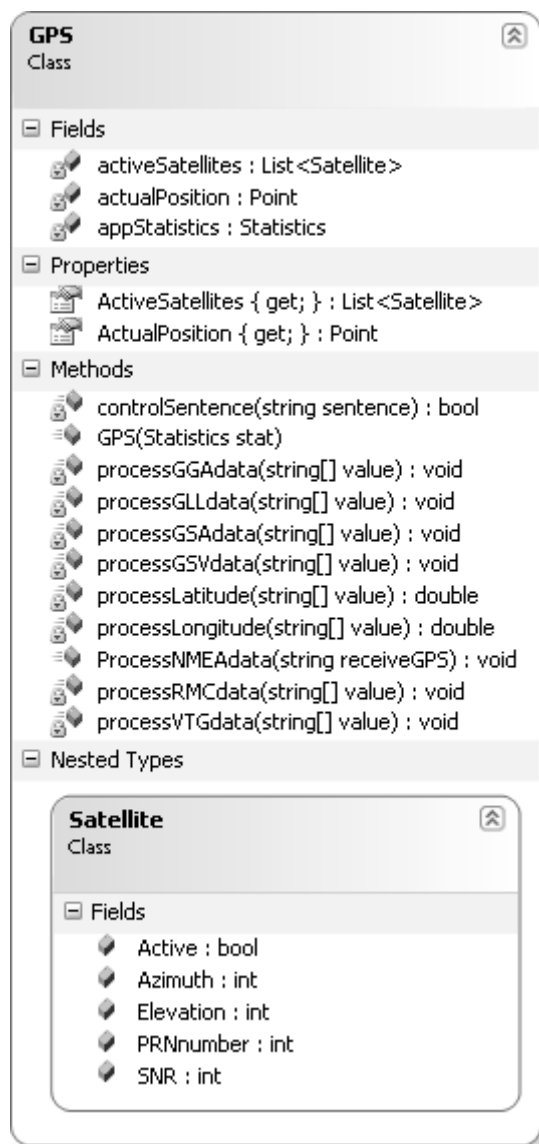 GPS
Class
Fields
activeSatellites : List<Satellite>
actualPosition : Point
appStatistics : Statistics
Properties
ActiveSatellites { get; } : List<Satellite>
ActualPosition { get; } : Point
Methods
controlSentence(string sentence) : bool
GPS(Statistics stat)
processGGAdata(string[] value) : void
processGLLdata(string[] value) : void
processGSAdata(string[] value) : void
processGSVdata(string[] value) : void
processLatitude(string[] value) : double
processLongitude(string[] value) : double
ProcessNMEAdata(string receiveGPS) : void
processRMCdata(string[] value) : void
processVTGdata(string[] value) : void
Nested Types
Satellite
Class
Fields
Active : bool
Azimuth : int
Elevation : int
PRNnumber : int
SNR : int